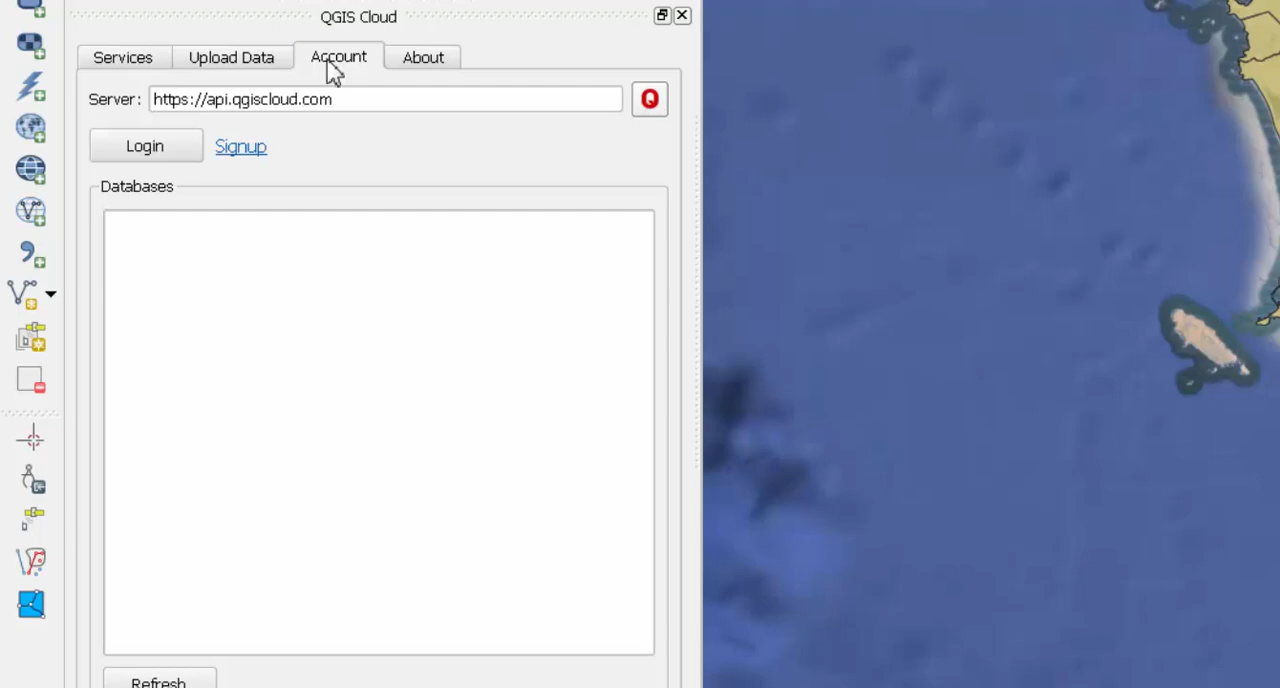 QGIS Cloud
Services Upload Data Account About
Server: https://api.qgiscloud.com
Login Signup
Databases
Refresh